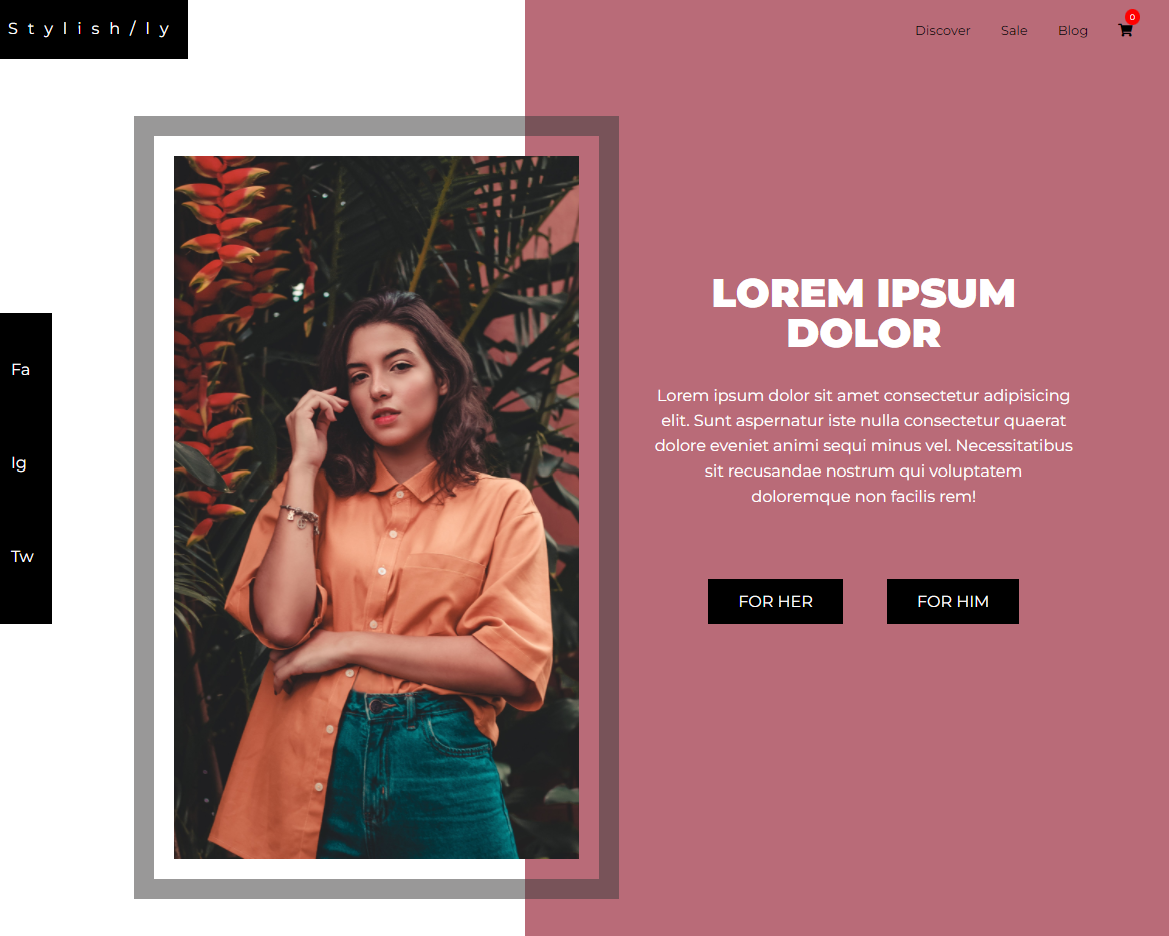 Stylish/ly
Discover Sale Blog 0
LOREM IPSUM
DOLOR
Lorem ipsum dolor sit amet consectetur adipisicing
elit. Sunt aspernatur iste nulla consectetur quaerat
dolore eveniet animi sequi minus vel. Necessitatibus
sit recusandae nostrum qui voluptatem
doloremque non facilis rem!
FOR HER FOR HIM
Fa
Ig
Tw